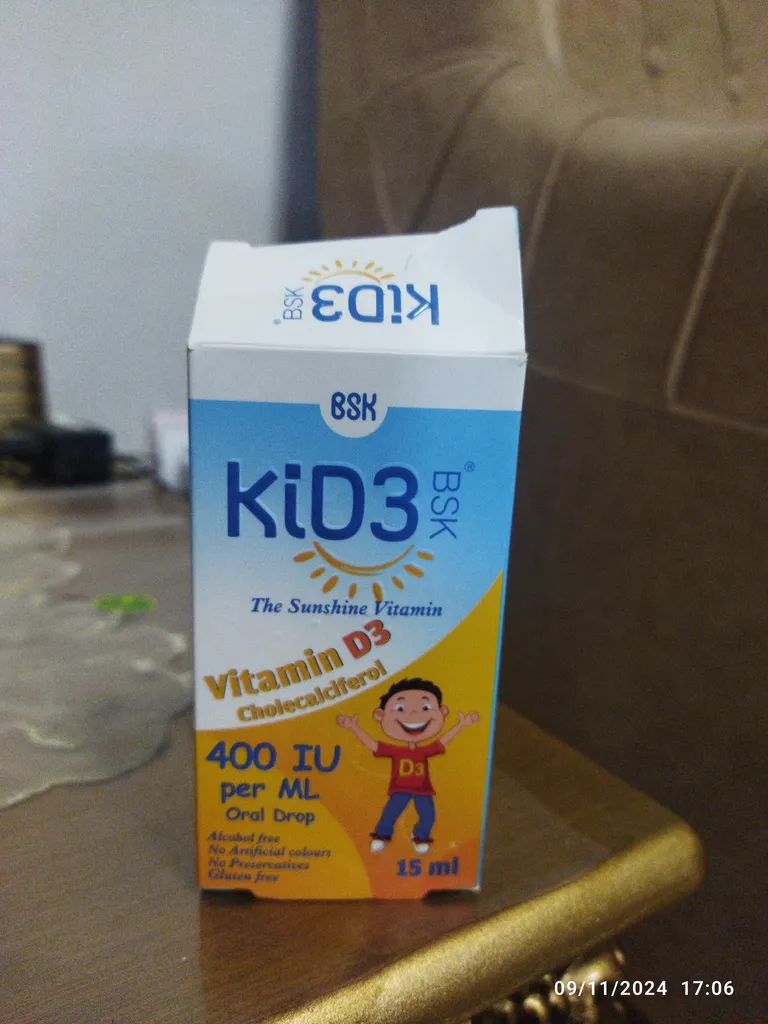 KiD3 BSK®
BSK
KiD3 BSK®
The Sunshine Vitamin
Vitamin D3
Cholecalciferol
400 IU
per ML
Oral Drop
D3
Alcohol free
No Artificial colours
No Preservatives
Gluten free
15 ml
09/11/2024 17:06